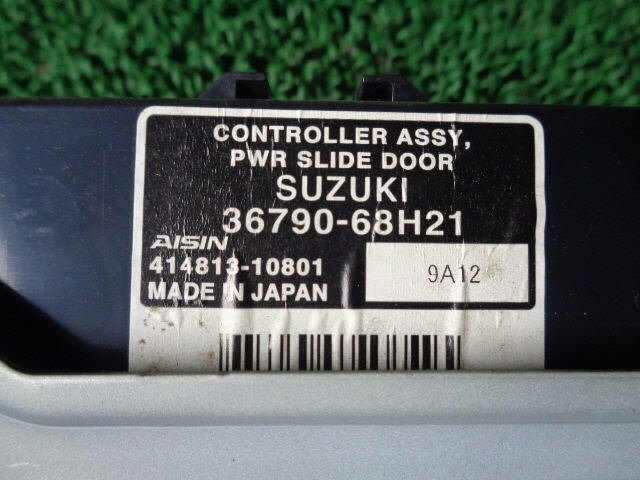 CONTROLLER ASSY,
PWR SLIDE DOOR
SUZUKI
36790-68H21
AISIN
414813-10801
9A12
MADE IN JAPAN